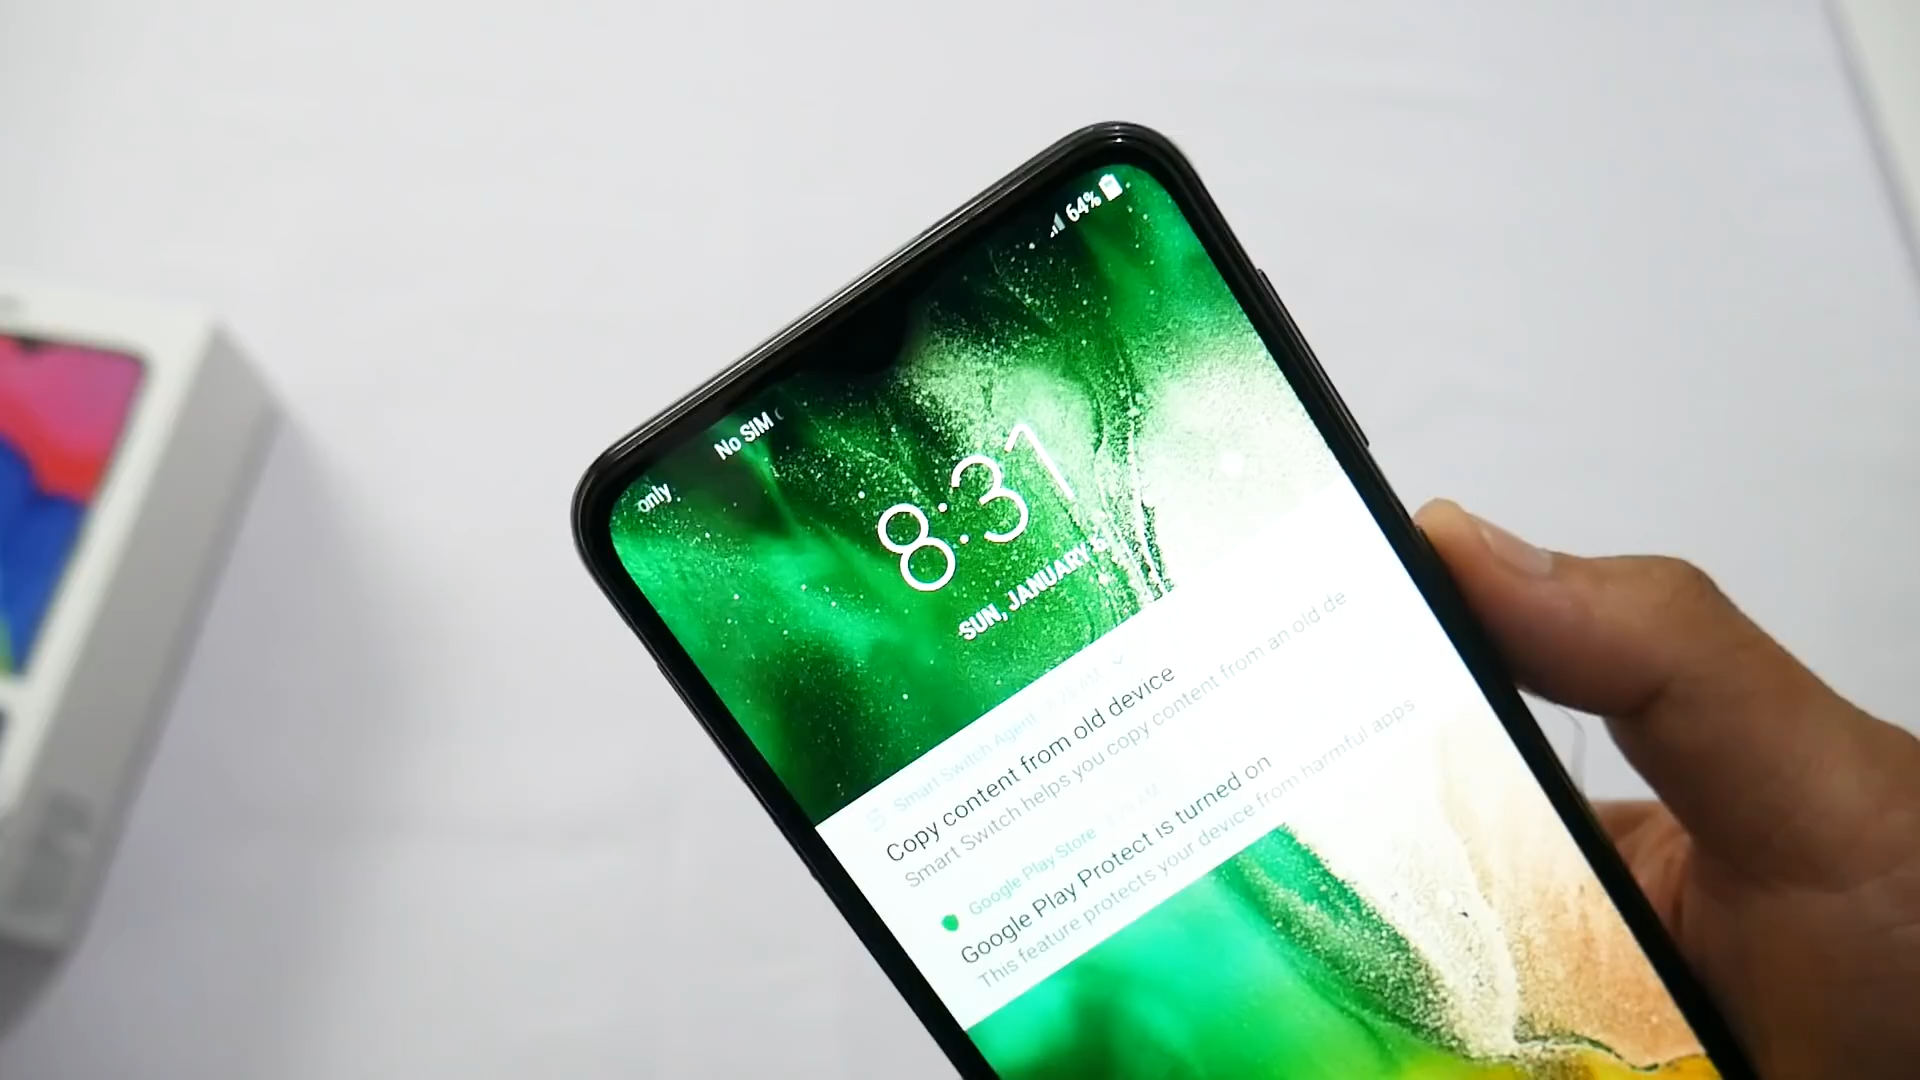 only
No SIM
64%
8:31
SUN, JANUARY
Smart Switch Agent
Copy content from old device
Smart Switch helps you copy content from an old de
Google Play Store
Google Play Protect is turned on
This feature protects your device from harmful apps